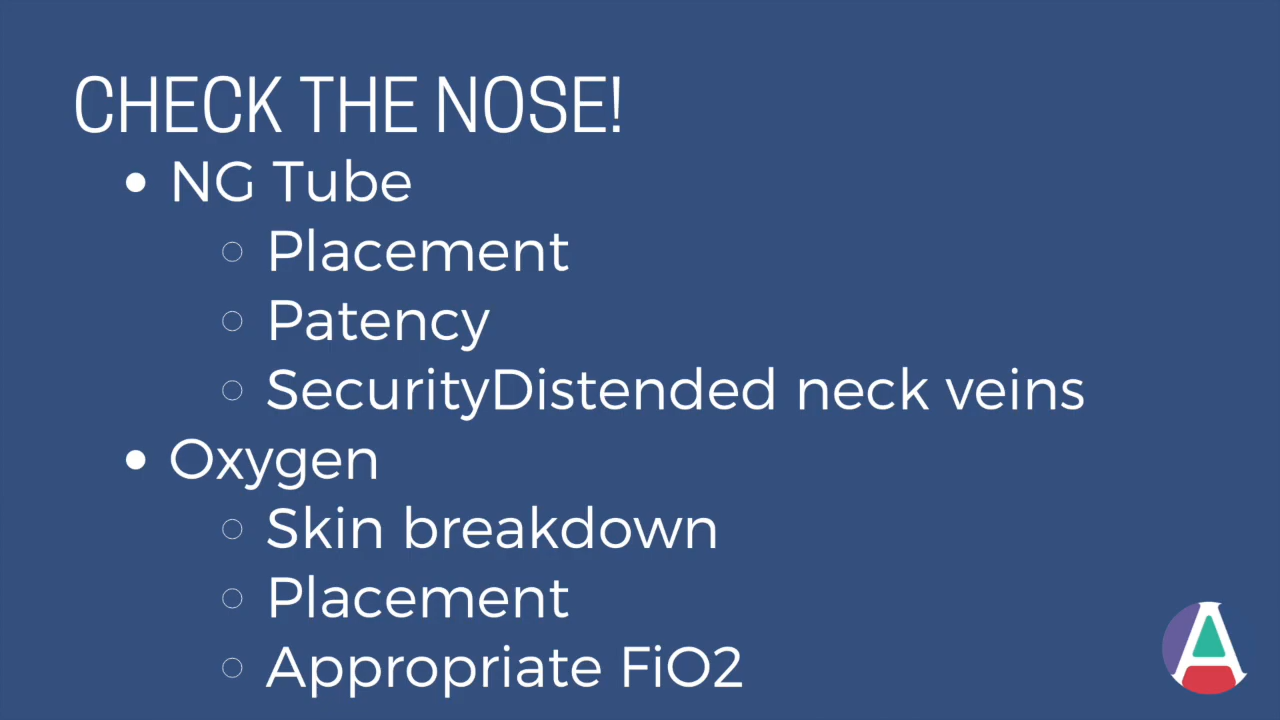 CHECK THE NOSE!
NG Tube
Placement
Patency
SecurityDistended neck veins
Oxygen
Skin breakdown
Placement
Appropriate FiO2
A